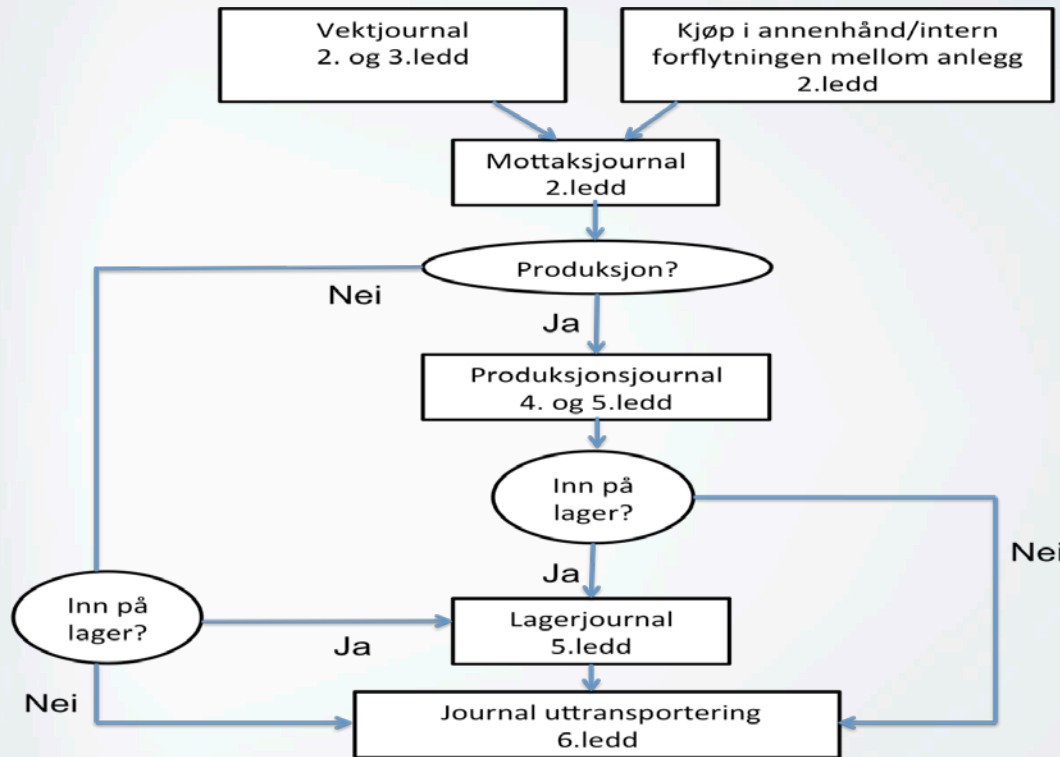 Vektjournal
2. og 3.ledd
Kjøp i annenhånd/intern
forflytningen mellom anlegg
2.ledd
Mottaksjournal
2.ledd
Produksjon?
Nei
Ja
Produksjonsjournal
4. og 5.ledd
Inn på
lager?
Nei
Ja
Inn på
lager?
Ja
Lagerjournal
5.ledd
Nei
Journal uttransportering
6.ledd